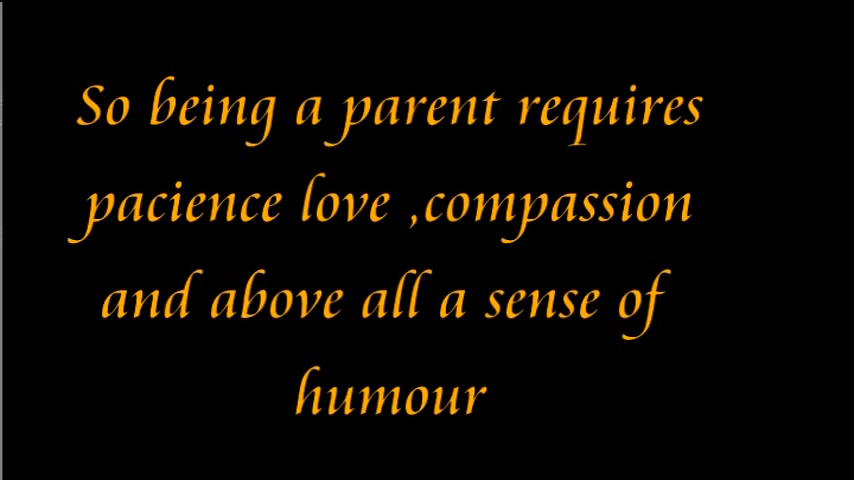 So being a parent requires
pacience love ,compassion
and above all a sense of
humour